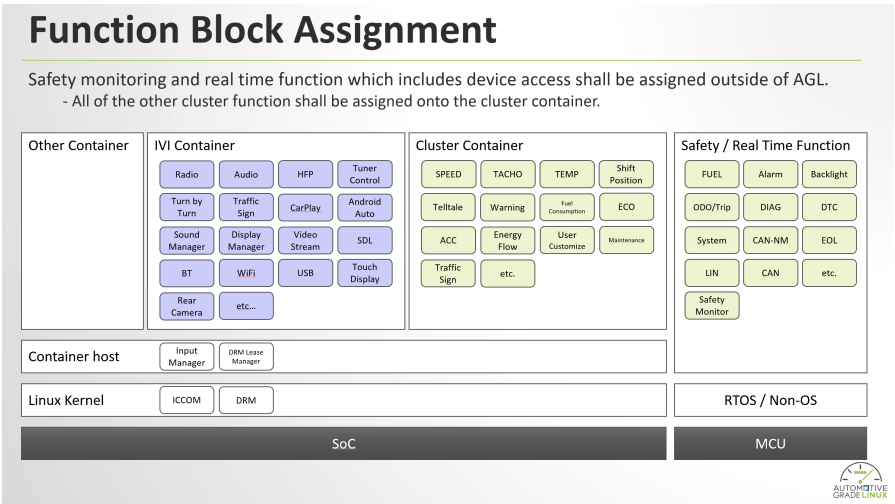 Function Block Assignment
Safety monitoring and real time function which includes device access shall be assigned outside of AGL.
- All of the other cluster function shall be assigned onto the cluster container.
Other Container
IVI Container
Radio
Audio
HFP
Tuner
Control
Turn by
Turn
Traffic
Sign
CarPlay
Android
Auto
Sound
Manager
Display
Manager
Video
Stream
SDL
BT
WiFi
USB
Touch
Display
Rear
Camera
etc...
Cluster Container
SPEED
TACHO
TEMP
Shift
Position
Telltale
Warning
Fuel
Consumption
ECO
ACC
Energy
Flow
User
Customize
Maintenance
Traffic
Sign
etc.
Safety / Real Time Function
FUEL
Alarm
Backlight
ODO/Trip
DIAG
DTC
System
CAN-NM
EOL
LIN
CAN
etc.
Safety
Monitor
Container host
Input
Manager
DRM Lease
Manager
Linux Kernel
ICCOM
DRM
RTOS / Non-OS
SoC
MCU
AUTOMOTIVE
GRADELINUX